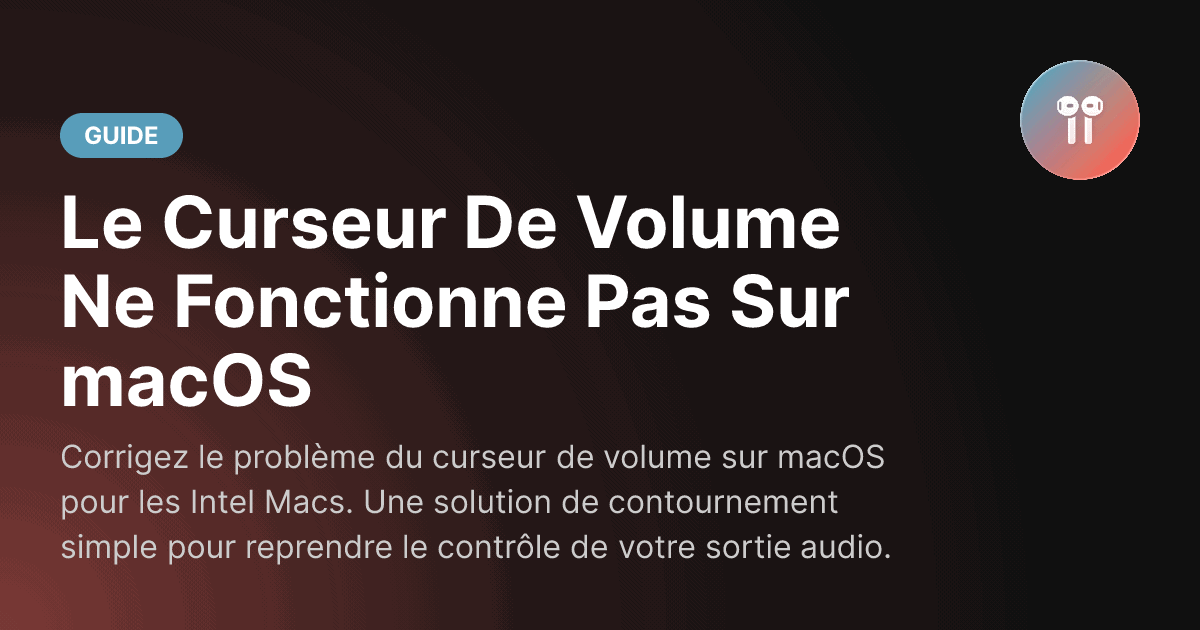 GUIDE
Le Curseur De Volume
Ne Fonctionne Pas Sur
macOS
Corrigez le problème du curseur de volume sur macOS
pour les Intel Macs. Une solution de contournement
simple pour reprendre le contrôle de votre sortie audio.